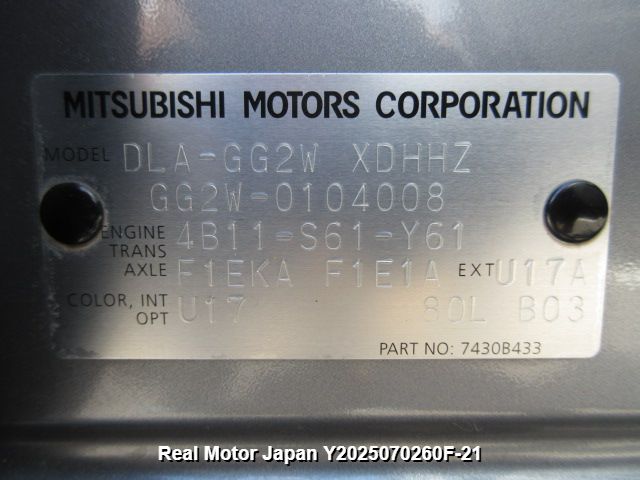 MITSUBISHI MOTORS CORPORATION
MODEL DLA-GG2W XDHHZ
GG2W-0104008
ENGINE 4B11-S61-Y61
TRANS
AXLE F1EKA F1E1A EXT U17A
COLOR, INT U17 80L B03
OPT
PART NO: 7430B433
Real Motor Japan Y2025070260F-21